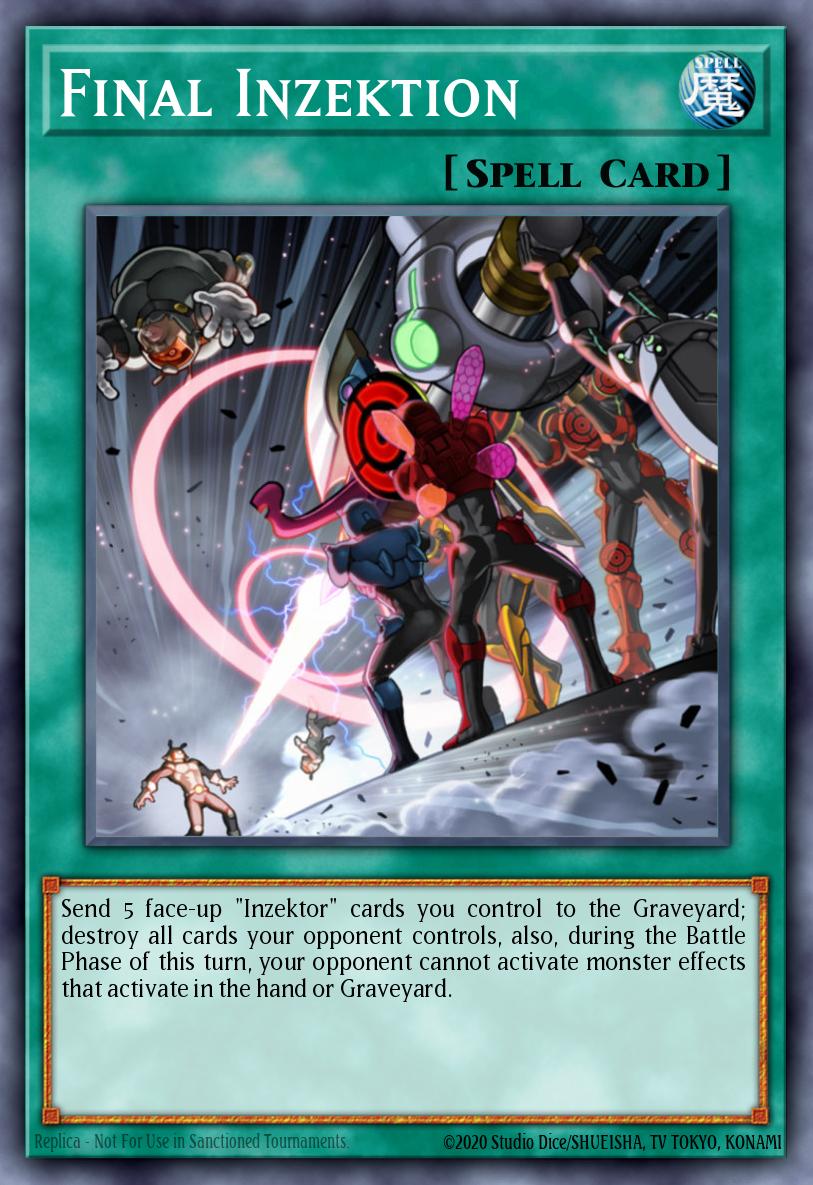 Final Inzektion
SPELL
魔
[ Spell Card ]
Send 5 face-up "Inzektor" cards you control to the Graveyard;
destroy all cards your opponent controls, also, during the Battle
Phase of this turn, your opponent cannot activate monster effects
that activate in the hand or Graveyard.
Replica - Not For Use in Sanctioned Tournaments.
©2020 Studio Dice/SHUEISHA, TV TOKYO, KONAMI